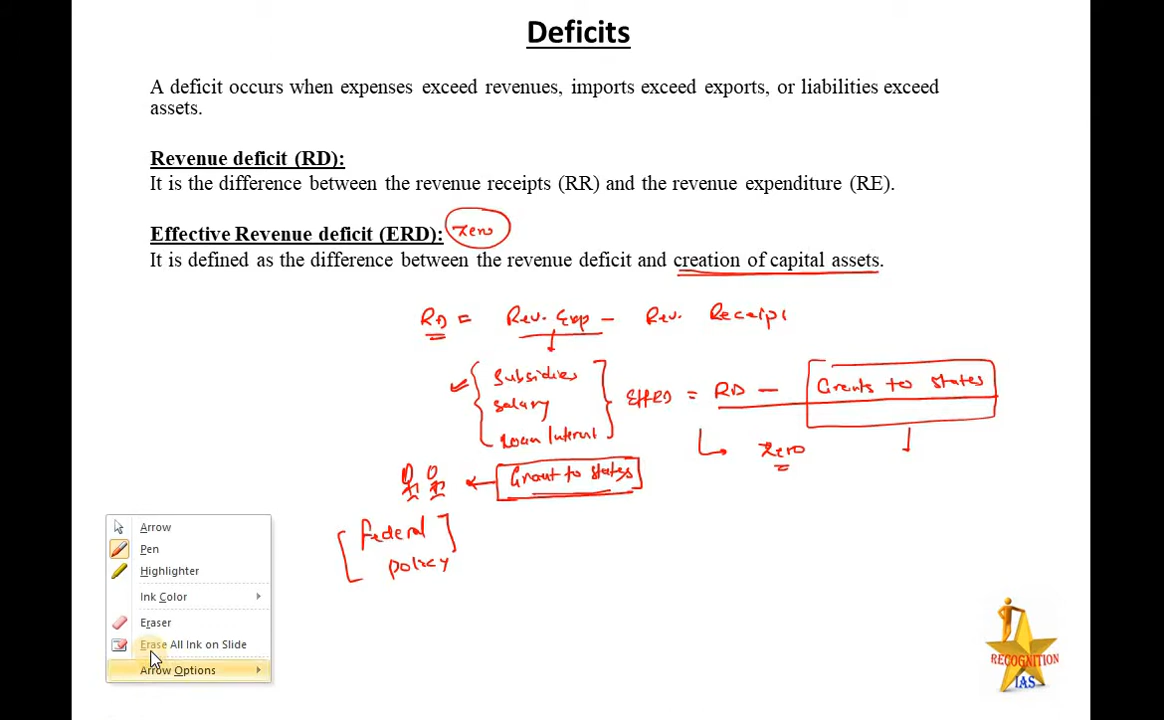 Deficits
A deficit occurs when expenses exceed revenues, imports exceed exports, or liabilities exceed
assets.
Revenue deficit (RD):
It is the difference between the revenue receipts (RR) and the revenue expenditure (RE).
Effective Revenue deficit (ERD): zero
It is defined as the difference between the revenue deficit and creation of capital assets.
RD = Rev. Exp - Rev. Receipt
Subsidies
Salary
EffRD = RD - Grants to States
Loan Interest
Zero
Grant to States
Federal
policy
Arrow
Pen
Highlighter
Ink Color
Eraser
Erase All Ink on Slide
Arrow Options
RECOGNITION
IAS